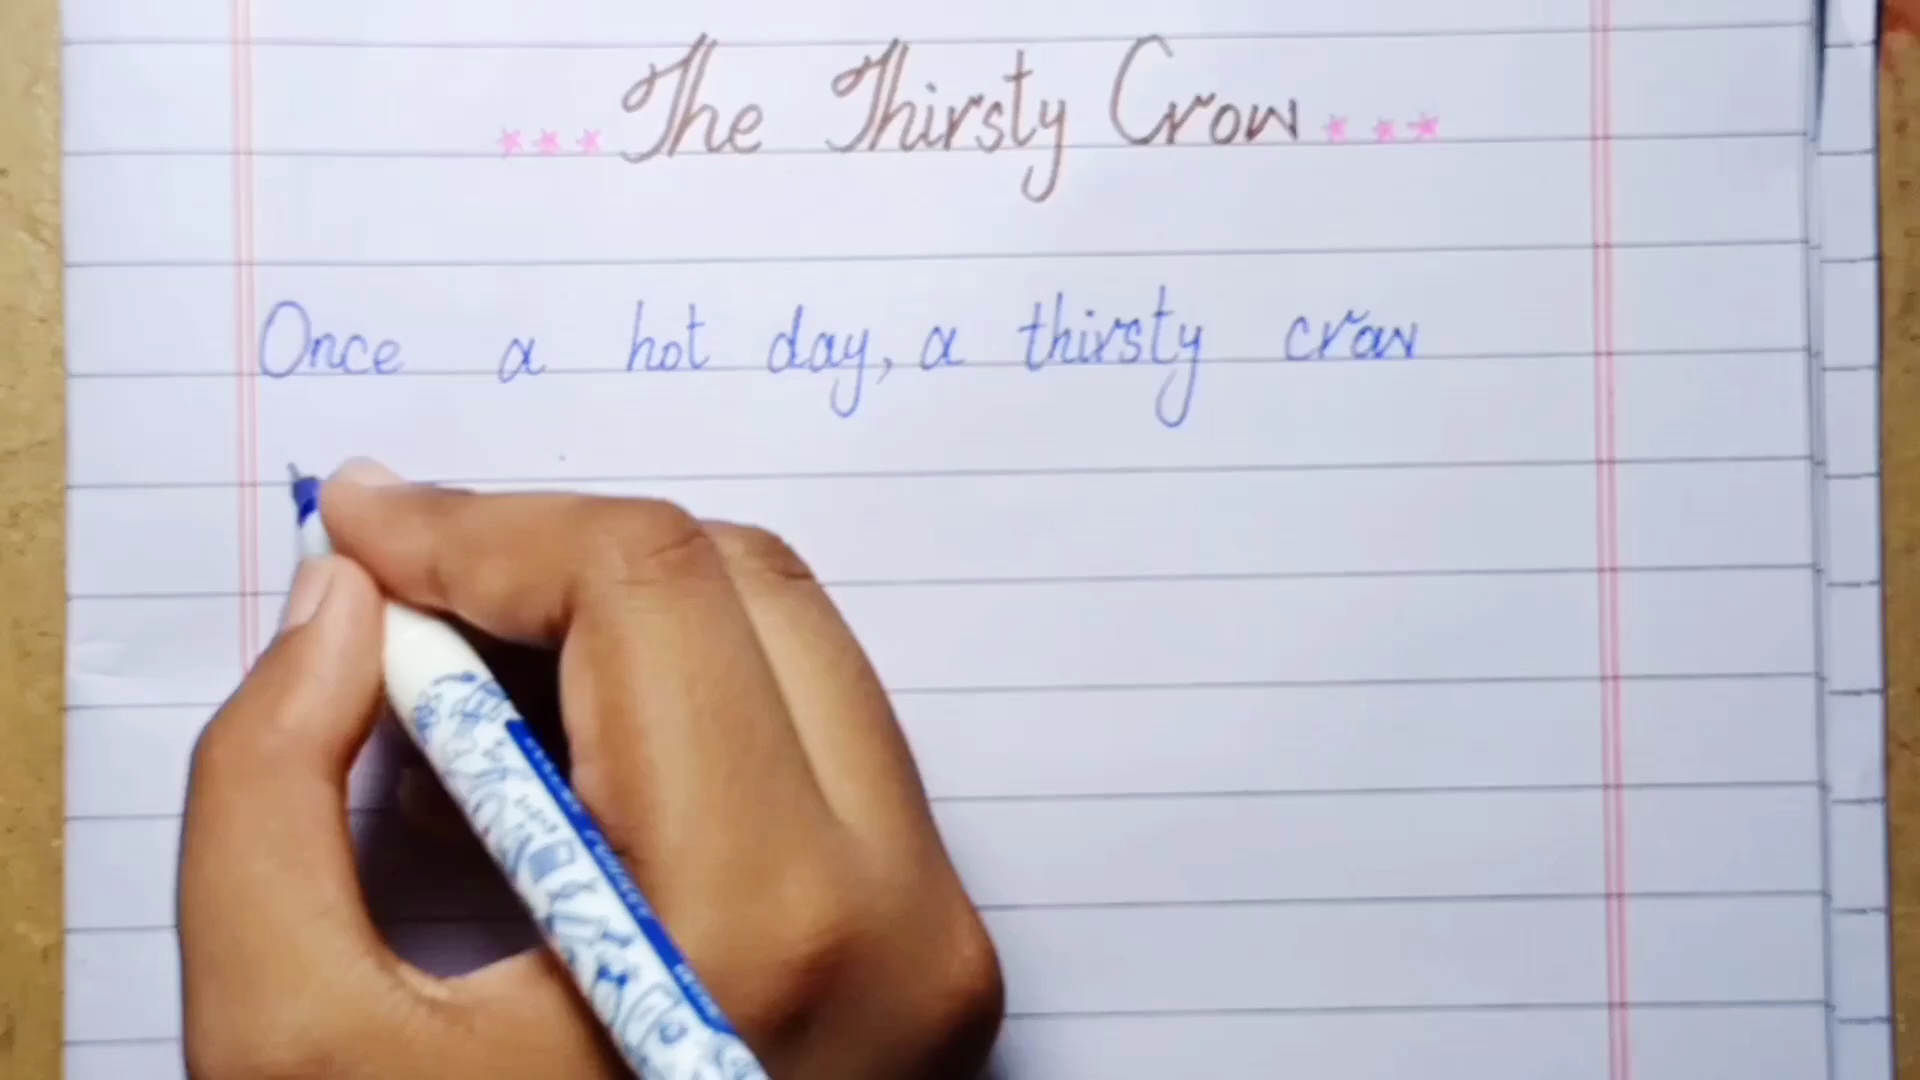 ***The Thirsty Crow***
Once a hot day, a thirsty crow